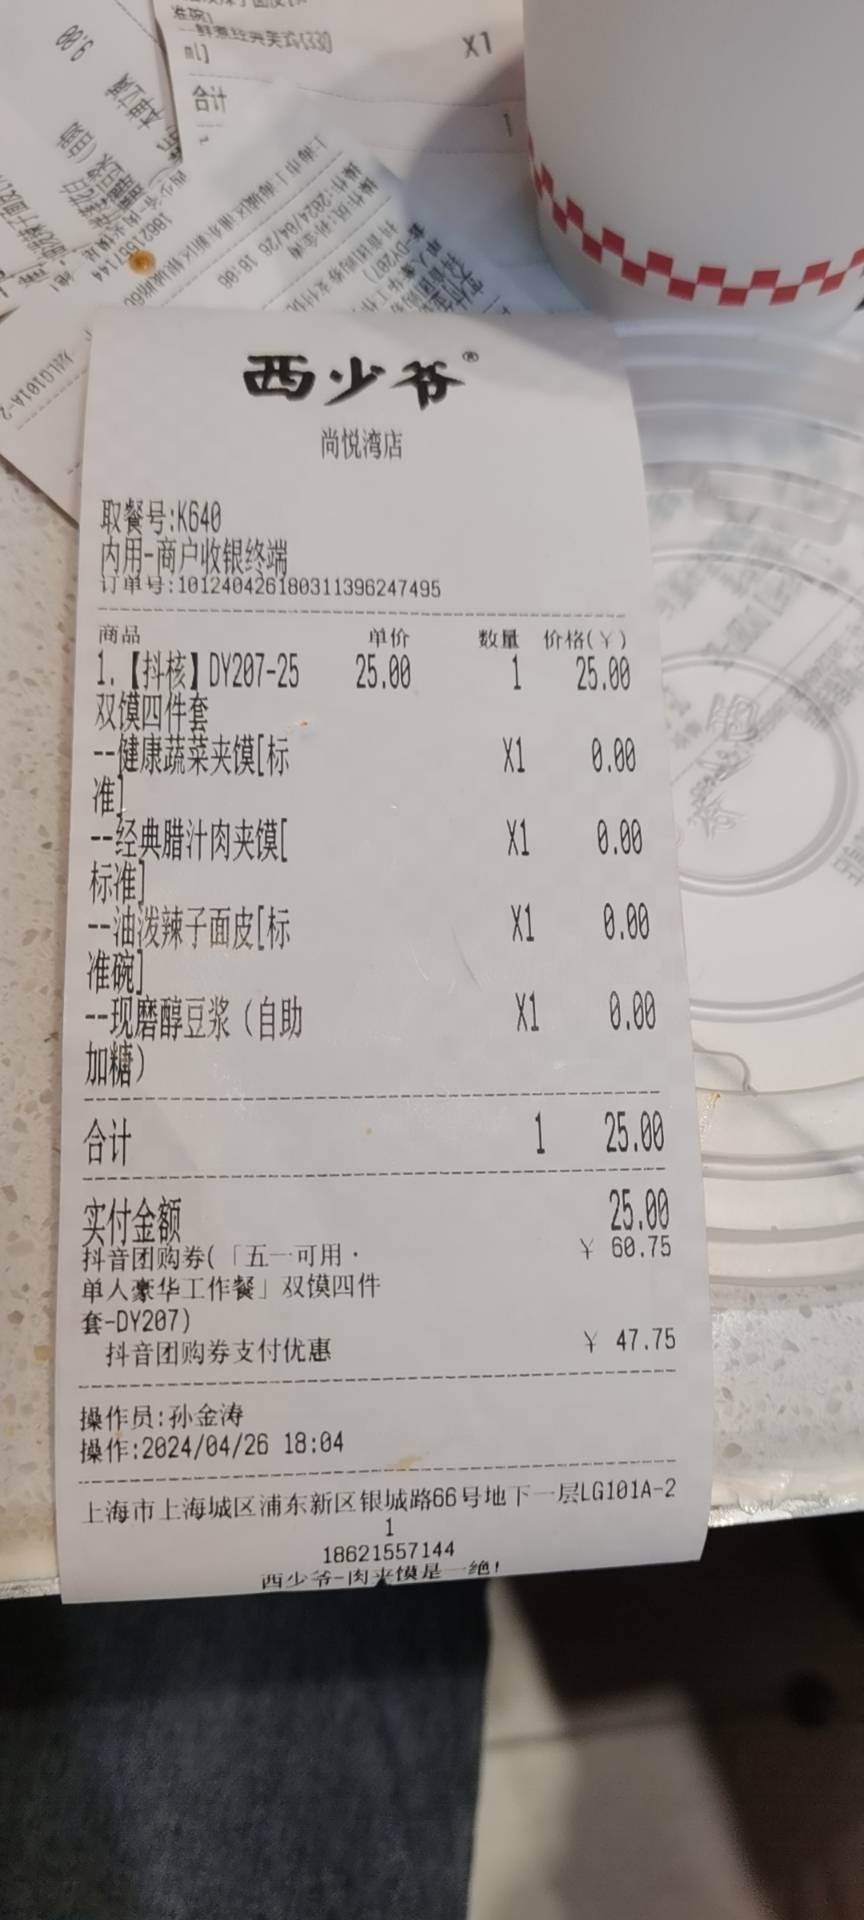 准碗]
ml]
X1
合计
1
9.00
西少爷®
尚悦湾店
取餐号:K640
内用-商户收银终端
订单号:1012404261803113962​47495
商品 单价 数量 价格(¥)
1.【抖核】DY207-25 25.00 1 25.00
双馍四件套
--健康蔬菜夹馍[标 X1 0.00
准]
--经典腊汁肉夹馍[ X1 0.00
标准]
--油泼辣子面皮[标 X1 0.00
准碗]
--现磨醇豆浆（自助 X1 0.00
加糖）
合计 1 25.00
实付金额 25.00
抖音团购券(「五一可用· ¥ 60.75
单人豪华工作餐」双馍四件
套-DY207)
抖音团购券支付优惠 ¥ 47.75
操作员:孙金涛
操作:2024/04/26 18:04
上海市上海城区浦东新区银城路66号地下一层LG101A-2
1
18621557144
西少爷-肉夹馍是一绝!